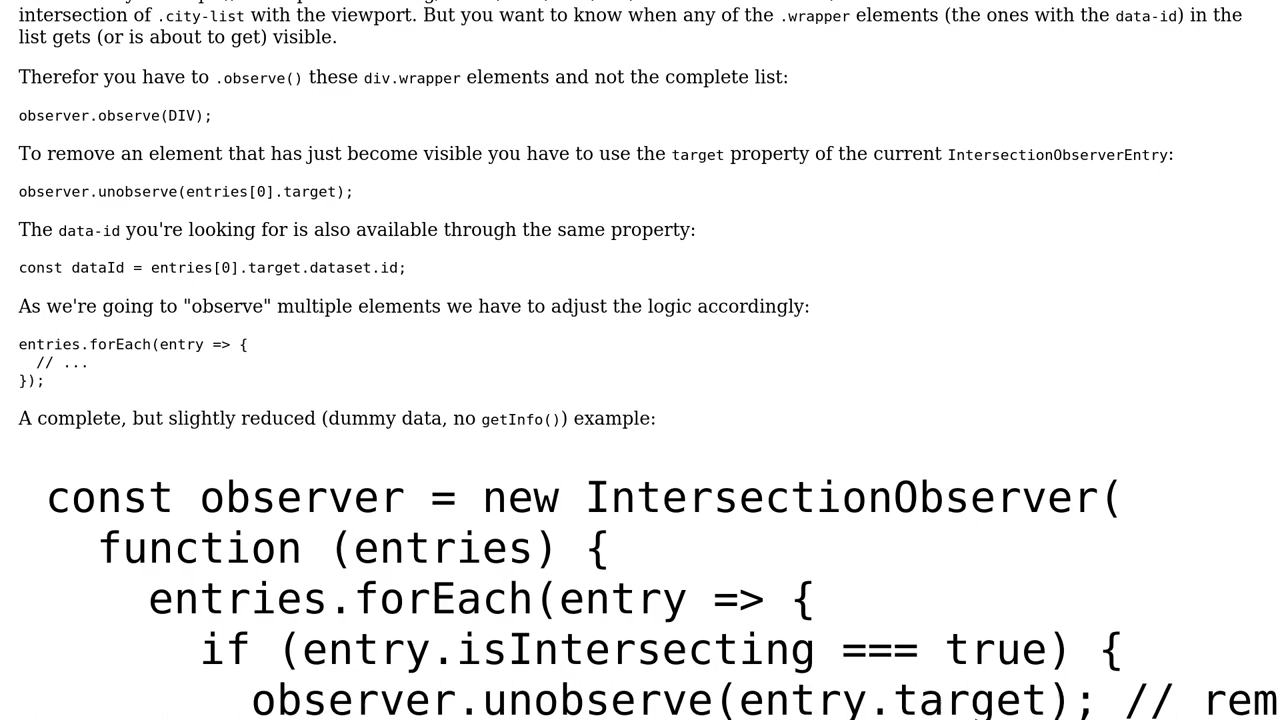 intersection of .city-list with the viewport. But you want to know when any of the .wrapper elements (the ones with the data-id) in the
list gets (or is about to get) visible.
Therefor you have to .observe() these div.wrapper elements and not the complete list:
observer.observe(DIV);
To remove an element that has just become visible you have to use the target property of the current IntersectionObserverEntry:
observer.unobserve(entries[0].target);
The data-id you're looking for is also available through the same property:
const dataId = entries[0].target.dataset.id;
As we're going to "observe" multiple elements we have to adjust the logic accordingly:
entries.forEach(entry => {
  // ...
});
A complete, but slightly reduced (dummy data, no getInfo()) example:
const observer = new IntersectionObserver(
  function (entries) {
    entries.forEach(entry => {
      if (entry.isIntersecting === true) {
        observer.unobserve(entry.target); // rem